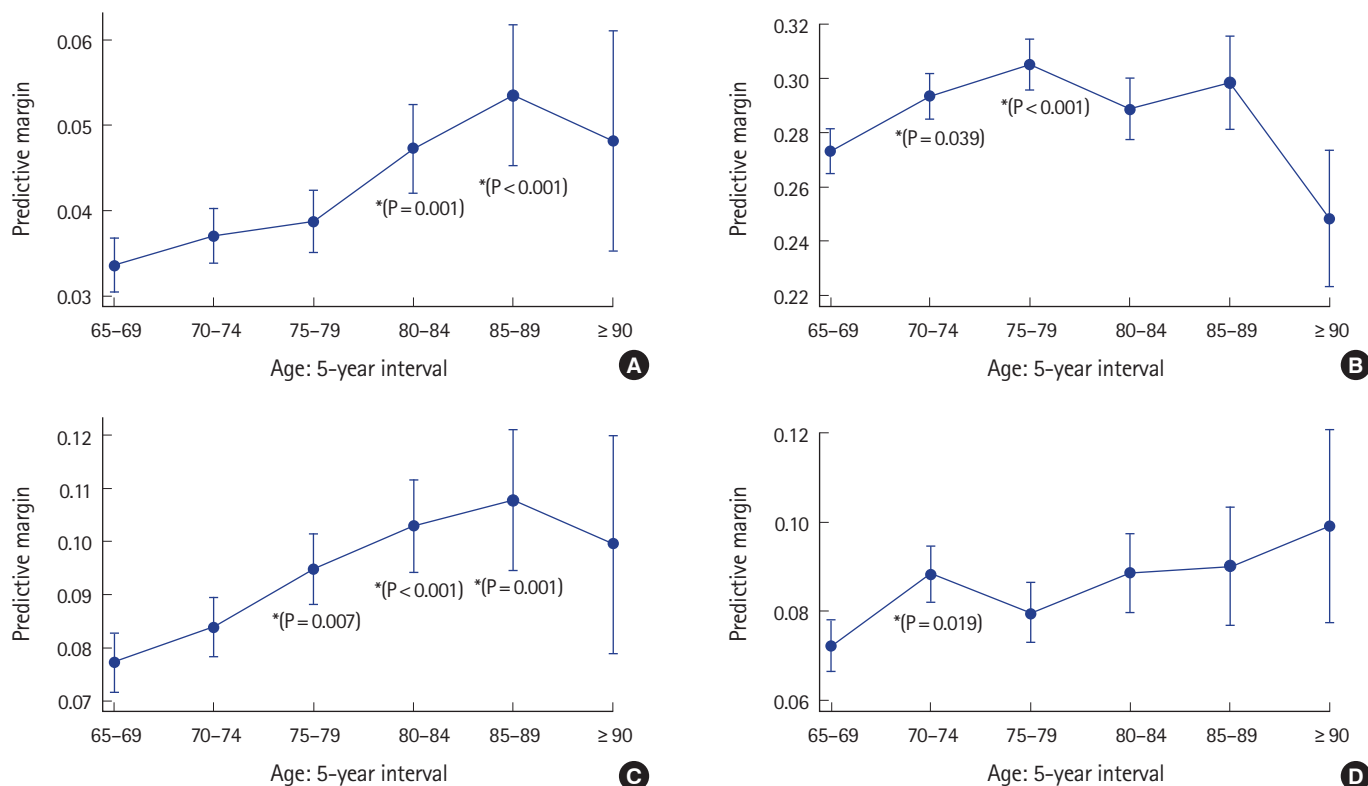 Predictive margin
0.06
0.05
0.04
0.03
*(P = 0.001)
*(P < 0.001)
65–69 70–74 75–79 80–84 85–89 ≥ 90
Age: 5-year interval
A
Predictive margin
0.32
0.30
0.28
0.26
0.24
0.22
*(P = 0.039)
*(P < 0.001)
65–69 70–74 75–79 80–84 85–89 ≥ 90
Age: 5-year interval
B
Predictive margin
0.12
0.11
0.10
0.09
0.08
0.07
*(P = 0.007)
*(P < 0.001)
*(P = 0.001)
65–69 70–74 75–79 80–84 85–89 ≥ 90
Age: 5-year interval
C
Predictive margin
0.12
0.10
0.08
0.06
*(P = 0.019)
65–69 70–74 75–79 80–84 85–89 ≥ 90
Age: 5-year interval
D